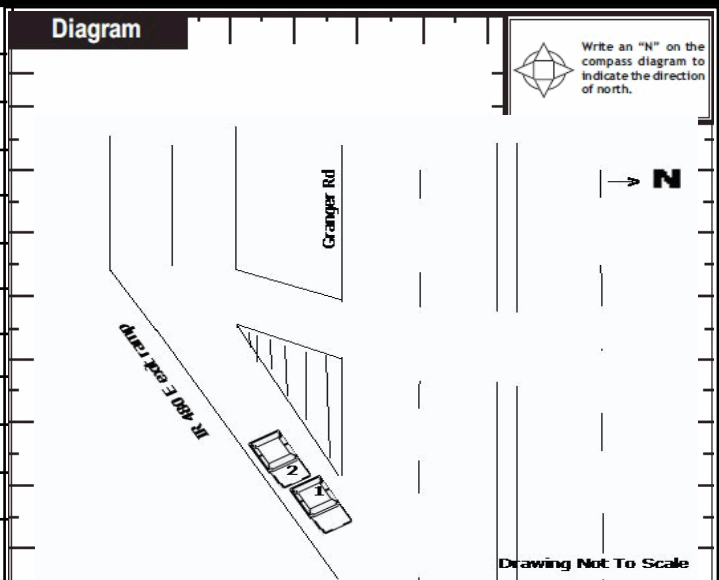 Diagram
Write an “N” on the
compass diagram to
indicate the direction
of north.
N
Granger Rd
IR 480 E exit ramp
2
1
Drawing Not To Scale